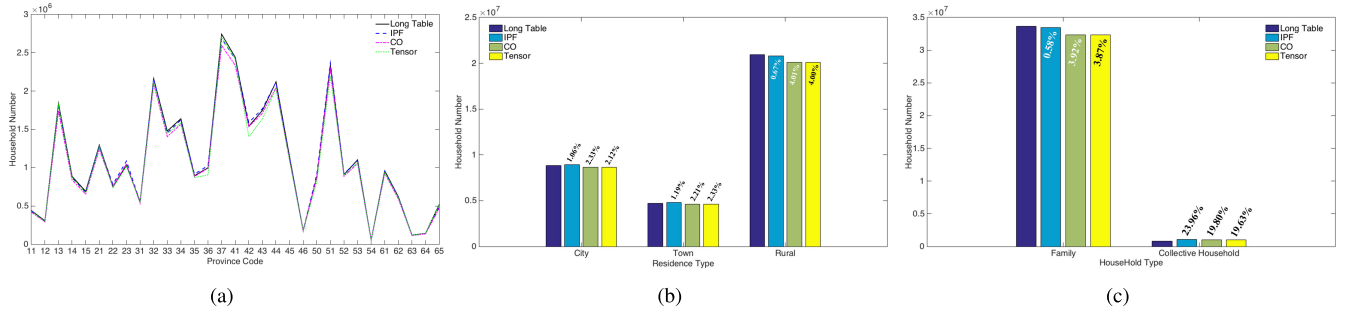 ×10^6
3
2.5
2
1.5
1
0.5
0
Household Number
11 12 13 14 15 21 22 23 31 32 33 34 35 36 37 41 42 43 44 45 46 50 51 52 53 54 61 62 63 64 65
Province Code
Long Table
IPF
CO
Tensor
(a)
×10^7
2.5
2
1.5
1
0.5
0
Household Number
Long Table
IPF
CO
Tensor
1.06%
2.33%
2.12%
1.19%
2.21%
2.33%
0.67%
4.01%
4.00%
City Town Rural
Residence Type
(b)
×10^7
3.5
3
2.5
2
1.5
1
0.5
0
Household Number
Long Table
IPF
CO
Tensor
0.58%
3.92%
3.87%
23.96%
19.80%
19.63%
Family Collective Household
HouseHold Type
(c)